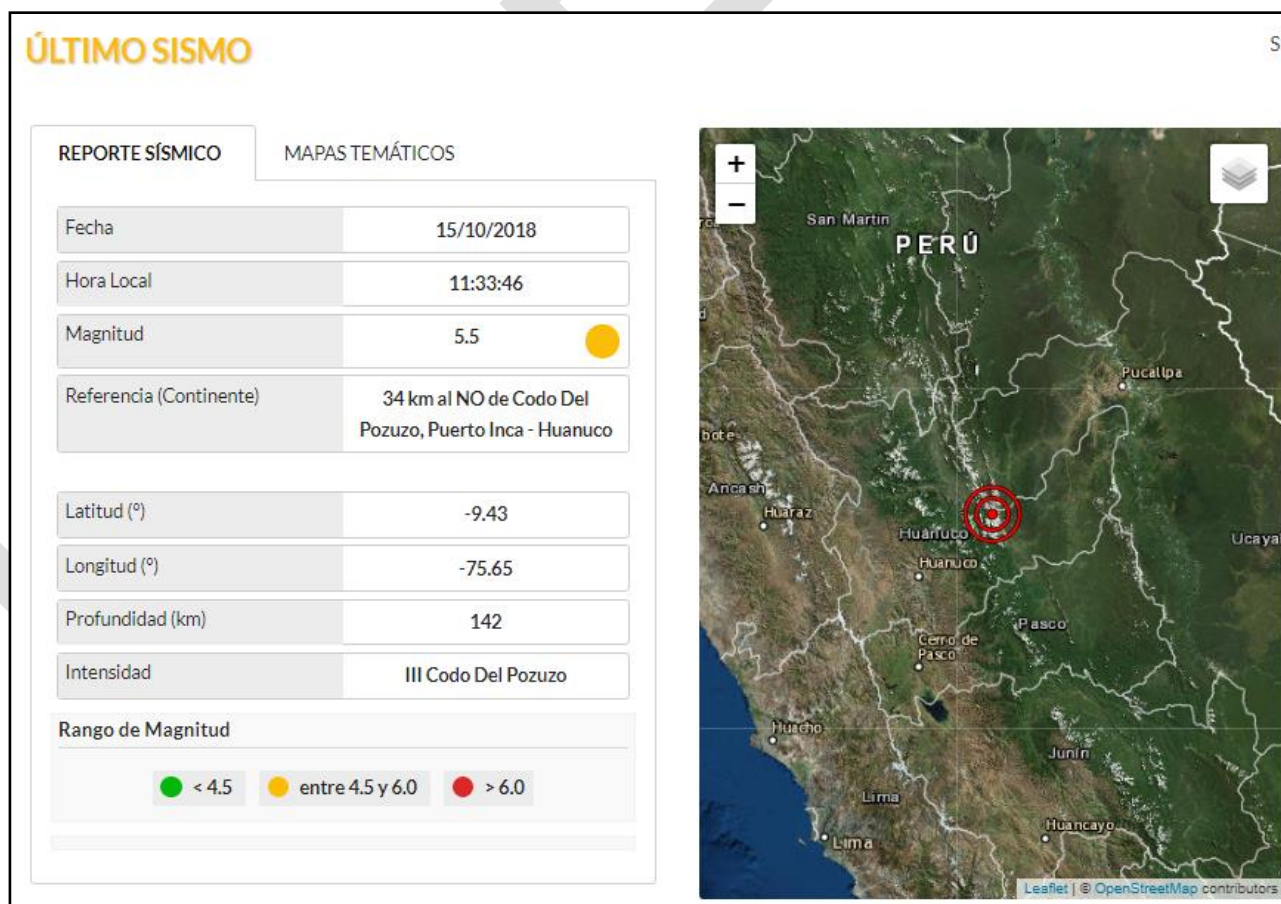 ÚLTIMO SISMO
REPORTE SÍSMICO
MAPAS TEMÁTICOS
Fecha
15/10/2018
Hora Local
11:33:46
Magnitud
5.5
Referencia (Continente)
34 km al NO de Codo Del
Pozuzo, Puerto Inca - Huanuco
Latitud (º)
-9.43
Longitud (º)
-75.65
Profundidad (km)
142
Intensidad
III Codo Del Pozuzo
Rango de Magnitud
< 4.5
entre 4.5 y 6.0
> 6.0
+
−
San Martin
PERÚ
Pucallpa
Ancash
Huaraz
Huánuco
Huanuco
Ucayal
Pasco
Cerro de
Pasco
Huacho
Junín
Lima
Lima
Huancayo
Leaflet | © OpenStreetMap contributors